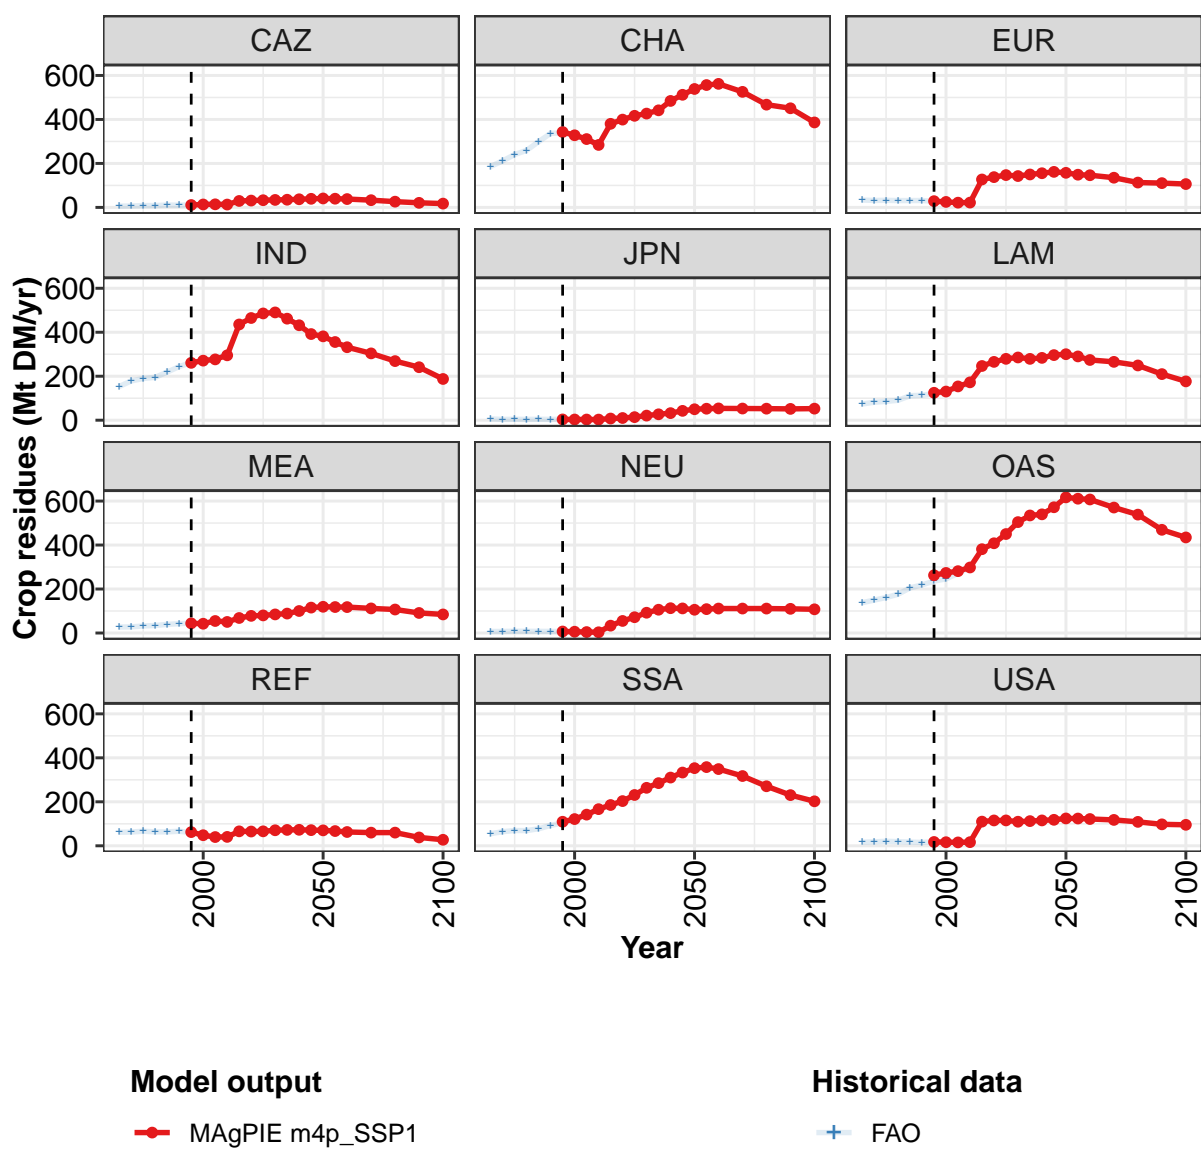 CAZ CHA EUR
600
400
200
0
IND JPN LAM
600
400
200
0
MEA NEU OAS
600
400
200
0
REF SSA USA
600
400
200
0
Crop residues (Mt DM/yr)
2000 2050 2100 2000 2050 2100 2000 2050 2100
Year
Model output Historical data
MAgPIE m4p_SSP1 FAO